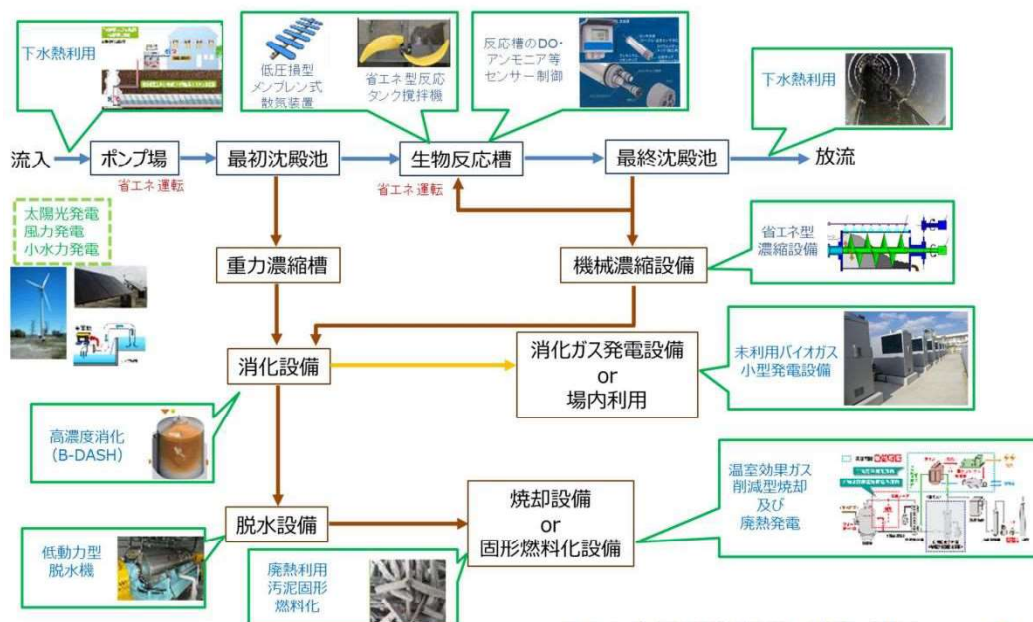 下水熱利用
低圧損型
メンブレン式
散気装置
省エネ型反応
タンク撹拌機
反応槽のDO・
アンモニア等
センサー制御
下水熱利用
流入
ポンプ場
最初沈殿池
生物反応槽
最終沈殿池
放流
省エネ運転
省エネ運転
太陽光発電
風力発電
小水力発電
重力濃縮槽
機械濃縮設備
省エネ型
濃縮設備
消化設備
消化ガス発電設備
or
場内利用
未利用バイオガス
小型発電設備
高濃度消化
(B-DASH)
温室効果ガス
削減型焼却
及び
廃熱発電
脱水設備
焼却設備
or
固形燃料化設備
低動力型
脱水機
廃熱利用
汚泥固形
燃料化